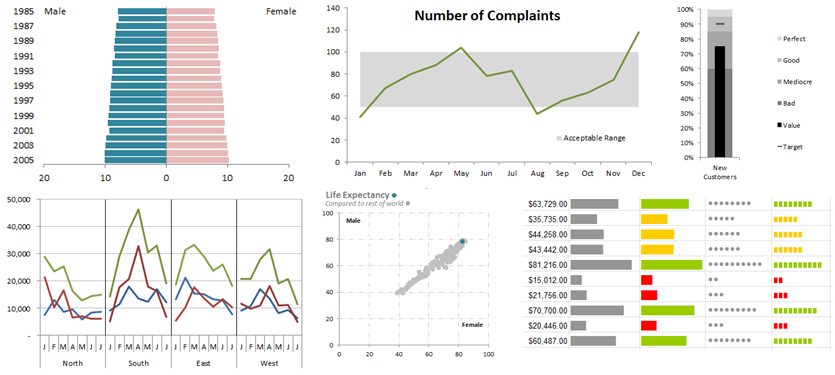 1985 Male Female
1987
1989
1991
1993
1995
1997
1999
2001
2003
2005
20 10 0 10 20
Number of Complaints
140
120
100
80
60
40
20
0
Acceptable Range
Jan Feb Mar Apr May Jun Jul Aug Sep Oct Nov Dec
100%
90%
80%
70%
60%
50%
40%
30%
20%
10%
0%
New
Customers
Perfect
Good
Mediocre
Bad
Value
Target
50,000
40,000
30,000
20,000
10,000
-
J F M A M J J F M A M J J F M A M J J F M A M J
North South East West
Life Expectancy
Compared to rest of world
100
80
60
40
20
0
Male
Female
0 20 40 60 80 100
$63,729.00
$35,735.00
$44,258.00
$43,442.00
$81,216.00
$15,012.00
$21,756.00
$70,700.00
$20,446.00
$60,487.00